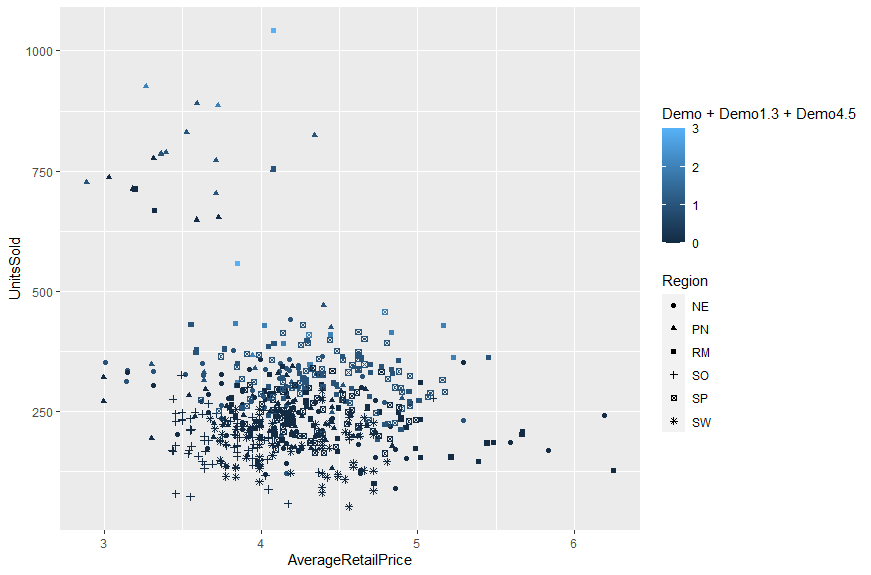 1000
750
500
250
UnitsSold
3
4
5
6
AverageRetailPrice
Demo + Demo1.3 + Demo4.5
3
2
1
0
Region
NE
PN
RM
SO
SP
SW